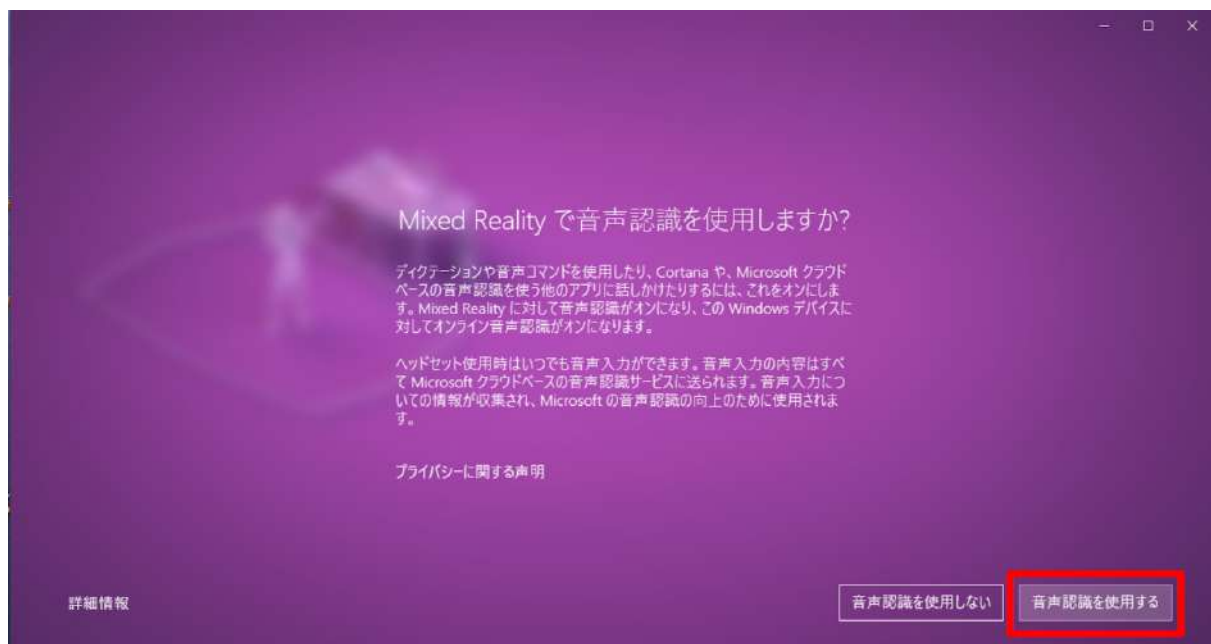 Mixed Reality で音声認識を使用しますか?
ディクテーションや音声コマンドを使用したり、Cortana や、Microsoft クラウド
ベースの音声認識を使う他のアプリに話しかけたりするには、これをオンにしま
す。Mixed Reality に対して音声認識がオンになり、この Windows デバイスに
対してオンライン音声認識がオンになります。
ヘッドセット使用時はいつでも音声入力ができます。音声入力の内容はすべ
て Microsoft クラウドベースの音声認識サービスに送られます。音声入力につ
いての情報が収集され、Microsoft の音声認識の向上のために使用されま
す。
プライバシーに関する声明
詳細情報
音声認識を使用しない
音声認識を使用する